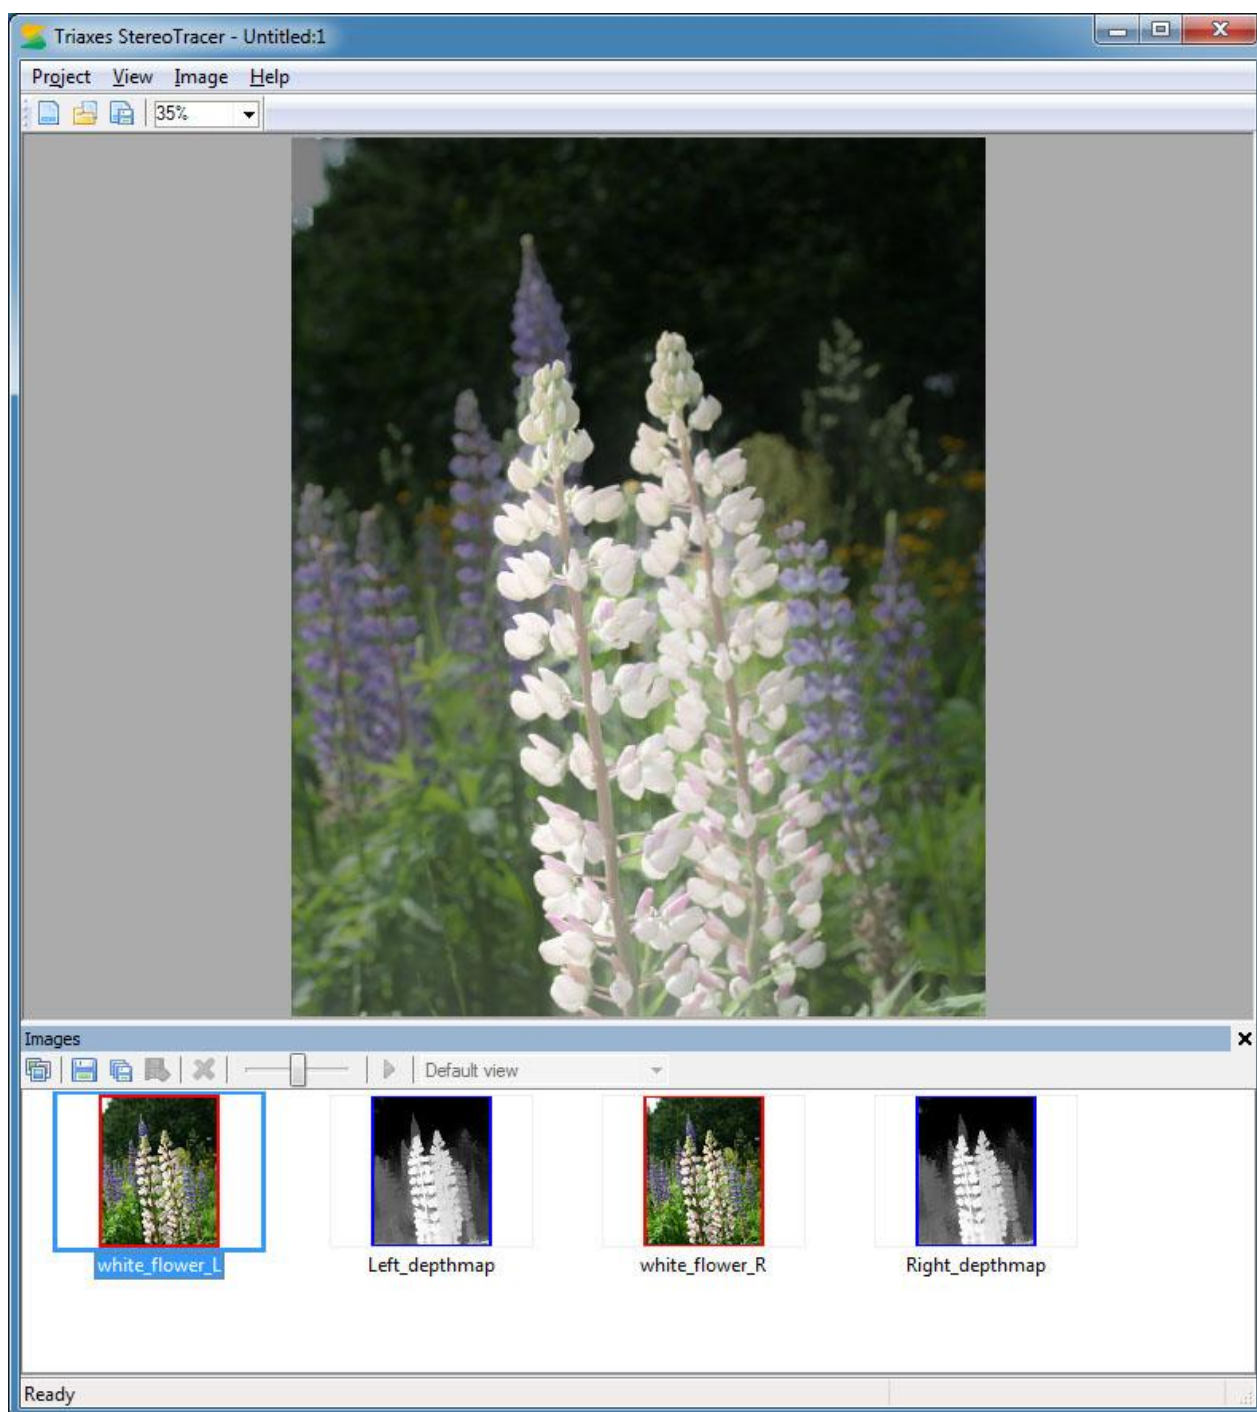 Triaxes StereoTracer - Untitled:1
Project View Image Help
35%
Images
Default view
white_flower_L Left_depthmap white_flower_R Right_depthmap
Ready